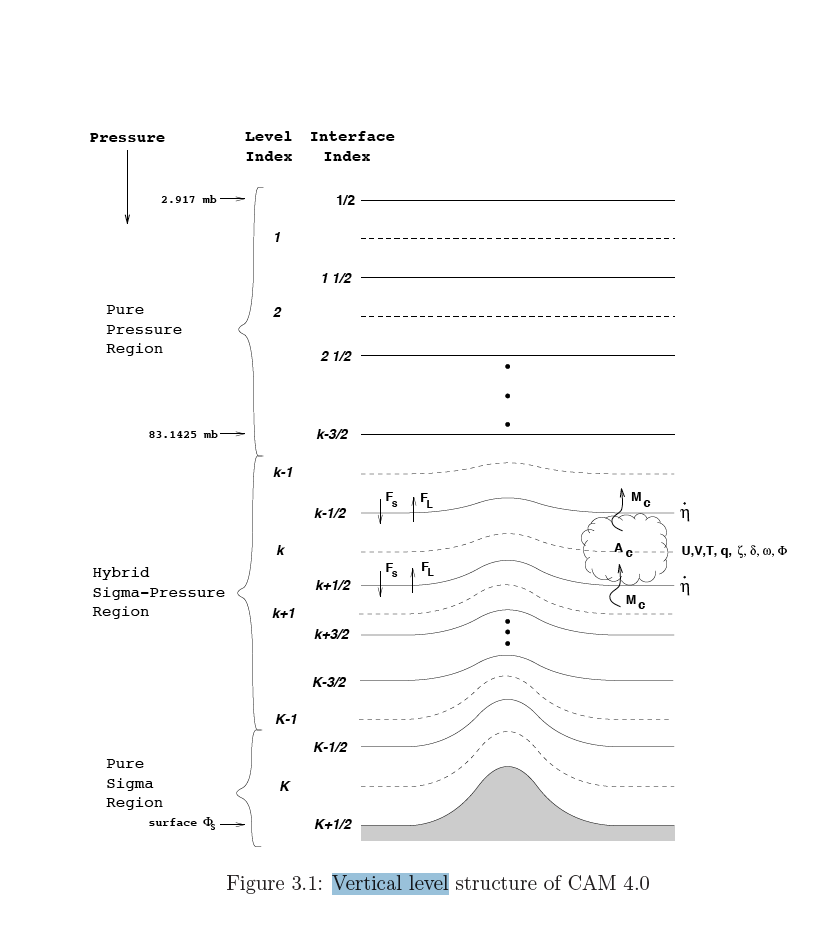 Pressure
Level Index
Interface Index
2.917 mb
1/2
1
1 1/2
Pure
Pressure
Region
2
2 1/2
83.1425 mb
k-3/2
k-1
k-1/2
Fs
FL
Mc
η̇
k
Ac
U,V,T, q, ζ, δ, ω, Φ
Hybrid
Sigma-Pressure
Region
k+1/2
Fs
FL
Mc
η̇
k+1
k+3/2
K-3/2
K-1
K-1/2
Pure
Sigma
Region
K
surface Φs
K+1/2
Figure 3.1: Vertical level structure of CAM 4.0